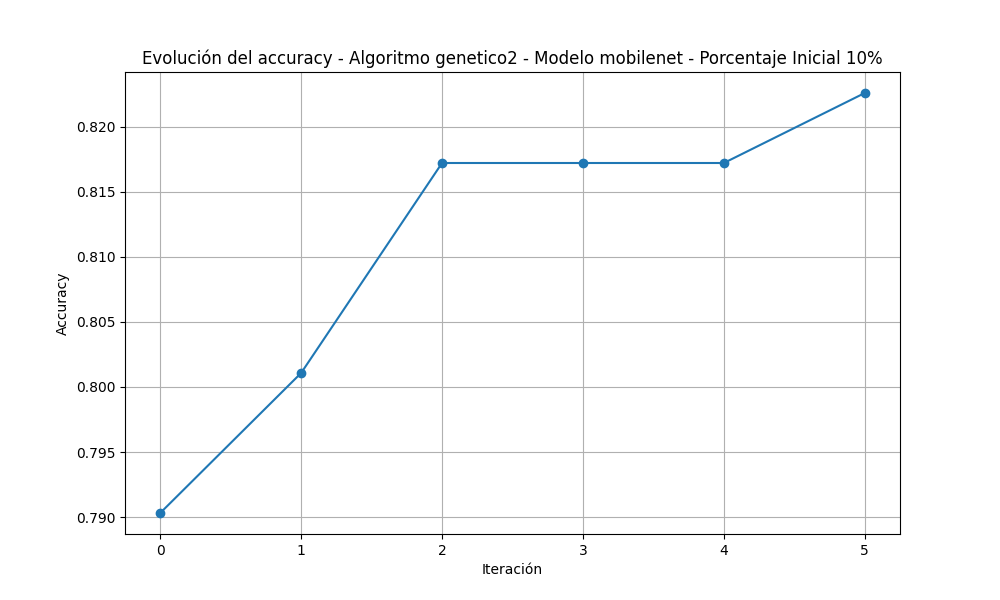 Evolución del accuracy - Algoritmo genetico2 - Modelo mobilenet - Porcentaje Inicial 10%
0.820
0.815
0.810
0.805
0.800
0.795
0.790
Accuracy
0 1 2 3 4 5
Iteración